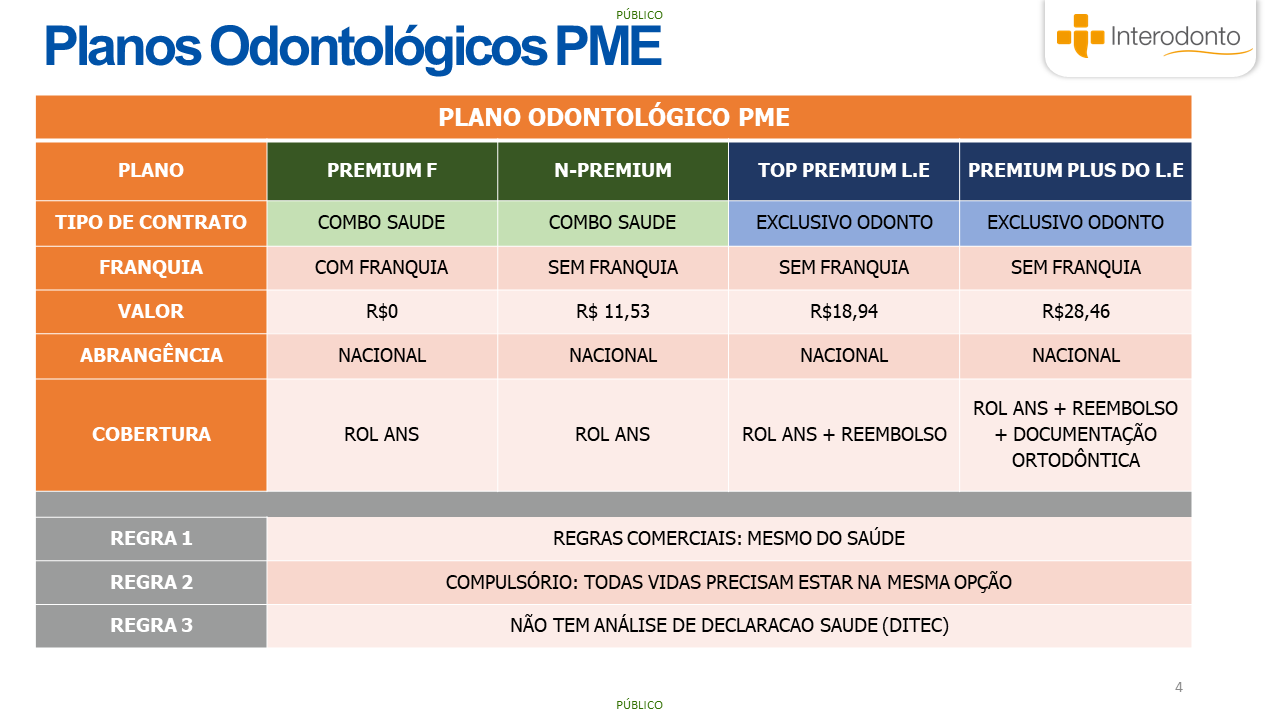 PÚBLICO
Planos Odontológicos PME
Interodonto
PLANO ODONTOLÓGICO PME
PLANO PREMIUM F N-PREMIUM TOP PREMIUM L.E PREMIUM PLUS DO L.E
TIPO DE CONTRATO COMBO SAUDE COMBO SAUDE EXCLUSIVO ODONTO EXCLUSIVO ODONTO
FRANQUIA COM FRANQUIA SEM FRANQUIA SEM FRANQUIA SEM FRANQUIA
VALOR R$0 R$ 11,53 R$18,94 R$28,46
ABRANGÊNCIA NACIONAL NACIONAL NACIONAL NACIONAL
COBERTURA ROL ANS ROL ANS ROL ANS + REEMBOLSO ROL ANS + REEMBOLSO
+ DOCUMENTAÇÃO
ORTODÔNTICA
REGRA 1 REGRAS COMERCIAIS: MESMO DO SAÚDE
REGRA 2 COMPULSÓRIO: TODAS VIDAS PRECISAM ESTAR NA MESMA OPÇÃO
REGRA 3 NÃO TEM ANÁLISE DE DECLARACAO SAUDE (DITEC)
4
PÚBLICO